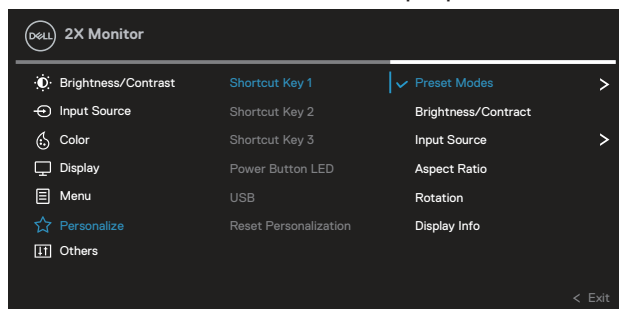 DELL 2X Monitor
Brightness/Contrast Shortcut Key 1 Preset Modes >
Input Source Shortcut Key 2 Brightness/Contract
Color Shortcut Key 3 Input Source >
Display Power Button LED Aspect Ratio
Menu USB Rotation
Personalize Reset Personalization Display Info
Others
< Exit